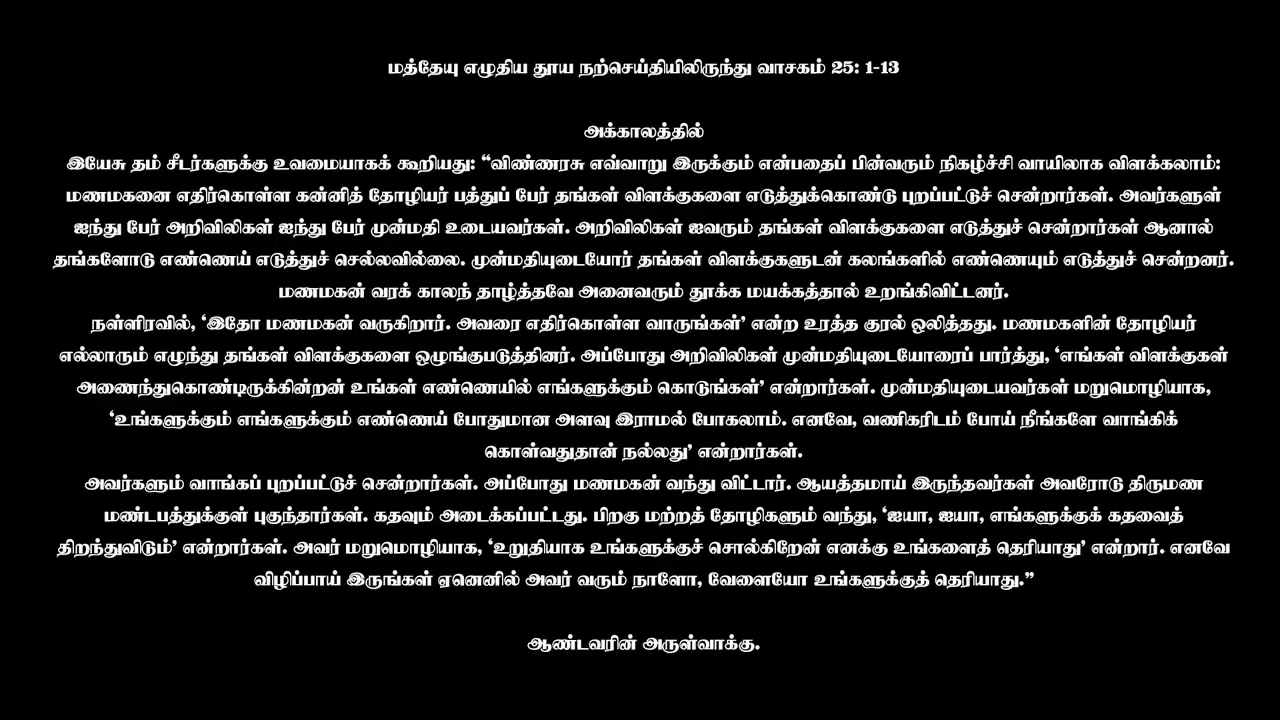 மத்தேயு எழுதிய தூய நற்செய்தியிலிருந்து வாசகம் 25: 1-13
அக்காலத்தில்
இயேசு தம் சீடர்களுக்கு உவமையாகக் கூறியது: “விண்ணரசு எவ்வாறு இருக்கும் என்பதைப் பின்வரும் நிகழ்ச்சி வாயிலாக விளக்கலாம்:
மணமகனை எதிர்கொள்ள கன்னித் தோழியர் பத்துப் பேர் தங்கள் விளக்குகளை எடுத்துக்கொண்டு புறப்பட்டுச் சென்றார்கள். அவர்களுள்
ஐந்து பேர் அறிவிலிகள் ஐந்து பேர் முன்மதி உடையவர்கள். அறிவிலிகள் ஐவரும் தங்கள் விளக்குகளை எடுத்துச் சென்றார்கள் ஆனால்
தங்களோடு எண்ணெய் எடுத்துச் செல்லவில்லை. முன்மதியுடையோர் தங்கள் விளக்குகளுடன் கலங்களில் எண்ணெயும் எடுத்துச் சென்றனர்.
மணமகன் வரக் காலந் தாழ்த்தவே அனைவரும் தூக்க மயக்கத்தால் உறங்கிவிட்டனர்.
நள்ளிரவில், ‘இதோ மணமகன் வருகிறார். அவரை எதிர்கொள்ள வாருங்கள்’ என்ற உரத்த குரல் ஒலித்தது. மணமகளின் தோழியர்
எல்லாரும் எழுந்து தங்கள் விளக்குகளை ஒழுங்குபடுத்தினர். அப்போது அறிவிலிகள் முன்மதியுடையோரைப் பார்த்து, ‘எங்கள் விளக்குகள்
அணைந்துகொண்டிருக்கின்றன் உங்கள் எண்ணெயில் எங்களுக்கும் கொடுங்கள்’ என்றார்கள். முன்மதியுடையவர்கள் மறுமொழியாக,
‘உங்களுக்கும் எங்களுக்கும் எண்ணெய் போதுமான அளவு இராமல் போகலாம். எனவே, வணிகரிடம் போய் நீங்களே வாங்கிக்
கொள்வதுதான் நல்லது’ என்றார்கள்.
அவர்களும் வாங்கப் புறப்பட்டுச் சென்றார்கள். அப்போது மணமகன் வந்து விட்டார். ஆயத்தமாய் இருந்தவர்கள் அவரோடு திருமண
மண்டபத்துக்குள் புகுந்தார்கள். கதவும் அடைக்கப்பட்டது. பிறகு மற்றத் தோழிகளும் வந்து, ‘ஐயா, ஐயா, எங்களுக்குக் கதவைத்
திறந்துவிடும்’ என்றார்கள். அவர் மறுமொழியாக, ‘உறுதியாக உங்களுக்குச் சொல்கிறேன் எனக்கு உங்களைத் தெரியாது’ என்றார். எனவே
விழிப்பாய் இருங்கள் ஏனெனில் அவர் வரும் நாளோ, வேளையோ உங்களுக்குத் தெரியாது.”
ஆண்டவரின் அருள்வாக்கு.